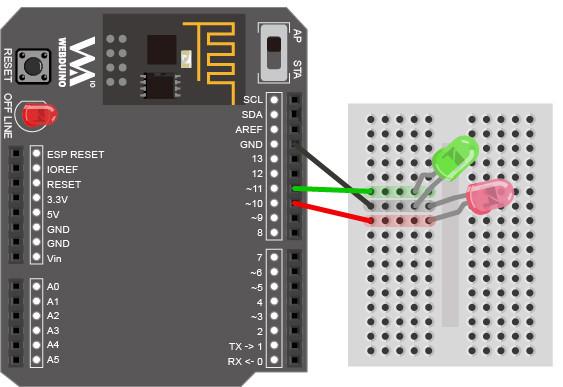 AP
STA
RESET
WEBDUINO
IO
OFF LINE
SCL
SDA
AREF
GND
13
12
~11
~10
~9
8
ESP RESET
IOREF
RESET
3.3V
5V
GND
GND
Vin
7
~6
~5
4
~3
2
TX -> 1
RX <- 0
A0
A1
A2
A3
A4
A5